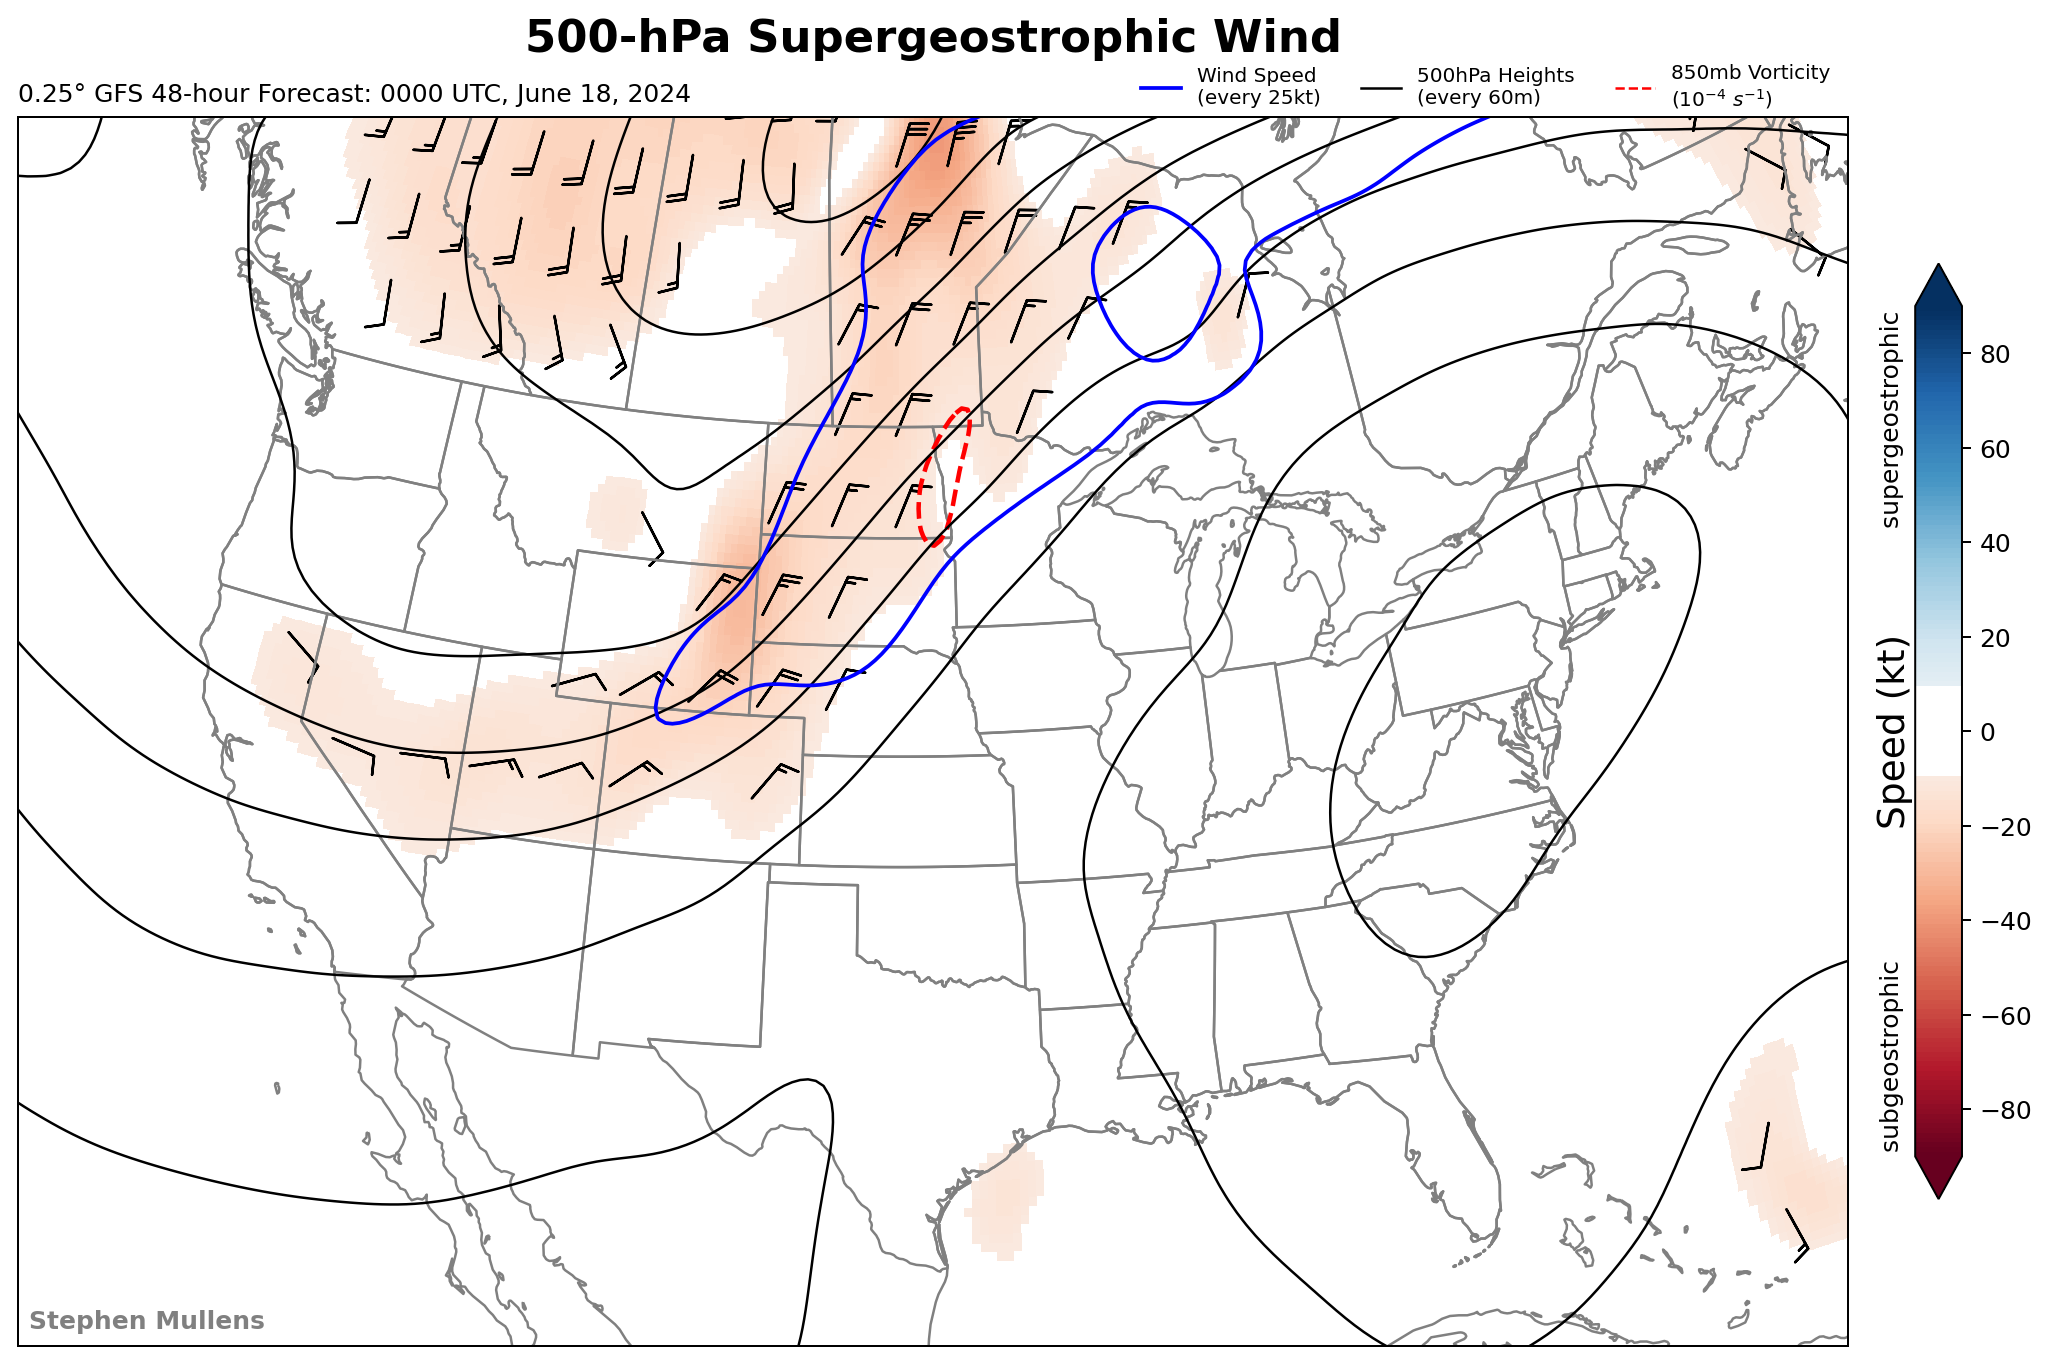 500-hPa Supergeostrophic Wind
0.25° GFS 48-hour Forecast: 0000 UTC, June 18, 2024
Wind Speed
(every 25kt)
500hPa Heights
(every 60m)
850mb Vorticity
(10⁻⁴ s⁻¹)
supergeostrophic
subgeostrophic
Speed (kt)
80
60
40
20
0
−20
−40
−60
−80
Stephen Mullens